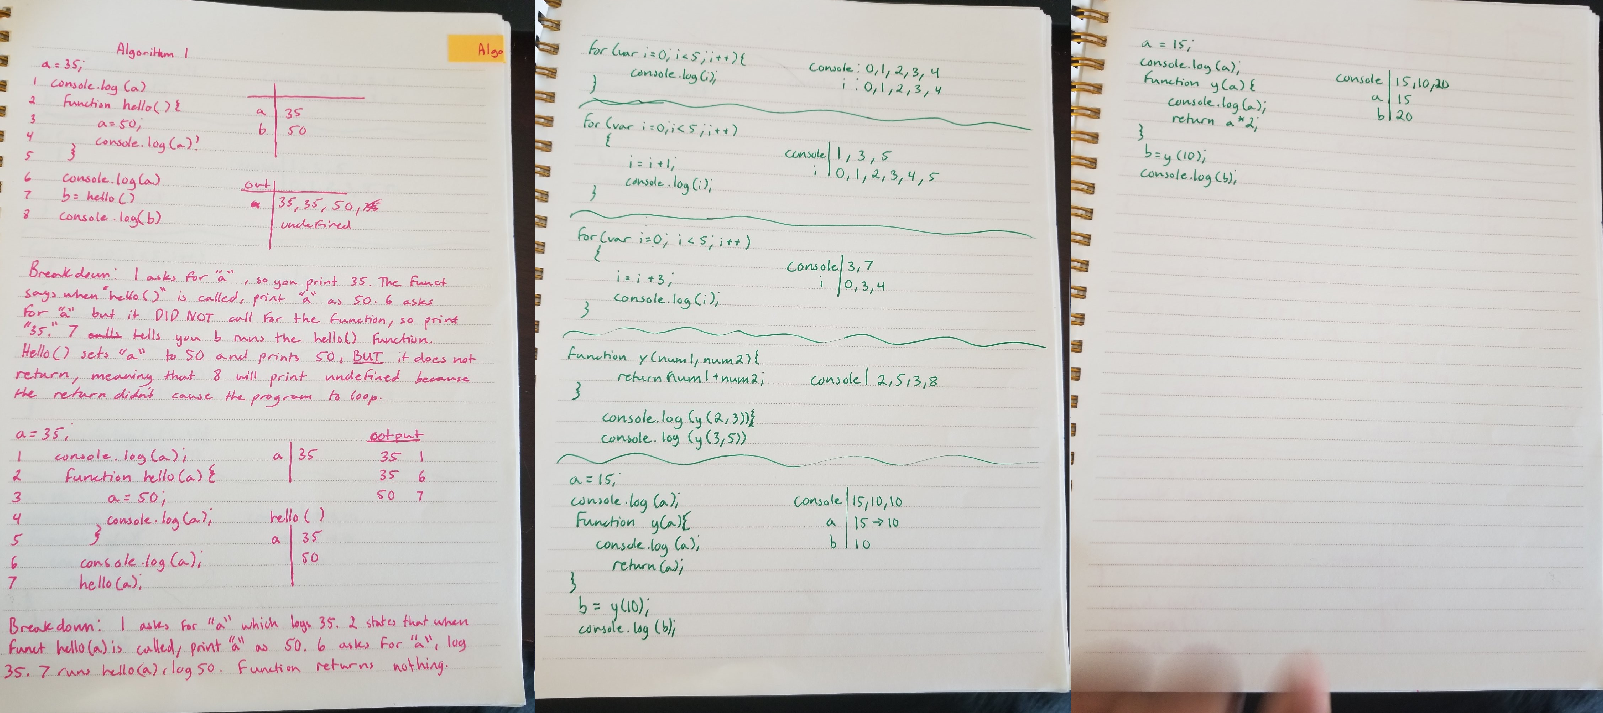 Algorithm 1
Algo
a = 35;
1 console.log (a)
2 function hello() {
3 a=50;
4 console.log (a)!
5 }
6 console.log(a)
7 b = hello()
8 console.log(b)
a 35
b 50
out
35, 35, 50,
undefined
Breakdown: 1 asks for "a", so you print 35. The funct
says when "hello()" is called, print "a" as 50. 6 asks
for "a" but it DID NOT call for the function, so print
"35." 7 tells you b runs the hello() function.
Hello() sets "a" to 50 and prints 50, BUT it does not
return, meaning that 8 will print undefined because
the return didn't cause the program to loop.
a = 35;
1 console.log (a);
2 function hello (a) {
3 a = 50;
4 console.log (a);
5 }
6 console.log (a);
7 hello(a);
a 35
output
35 1
35 6
50 7
hello ( )
a 35
50
Breakdown: 1 asks for "a" which logs 35. 2 states that when
funct hello(a) is called, print "a" as 50. 6 asks for "a", log
35. 7 runs hello(a), log 50. Function returns nothing.
for (var i=0; i<5; i++) {
console.log(i);
}
console: 0,1,2,3,4
i : 0,1,2,3,4
for (var i=0; i<5; i++)
{
i = i+1;
console.log(i);
}
console 1, 3, 5
i 0,1,2,3,4,5
for (var i=0; i<5; i++)
{
i = i +3;
console.log(i);
}
console 3, 7
i 0,3,4
function y (num1, num2) {
return num1+num2;
}
console 2,5,3,8
console.log (y (2,3))
console.log (y (3,5))
a = 15;
console.log (a);
function y(a) {
console.log (a);
return (a);
}
b = y(10);
console.log (b);
console 15,10,10
a 15 → 10
b 10
a = 15;
console.log(a);
function y(a) {
console.log(a);
return a * 2;
}
b=y(10);
console.log(b);
console 15,10,20
a 15
b 20